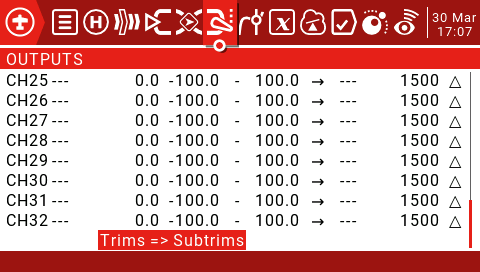 30 Mar
17:07
OUTPUTS
CH25 --- 0.0 -100.0 - 100.0 → --- 1500 △
CH26 --- 0.0 -100.0 - 100.0 → --- 1500 △
CH27 --- 0.0 -100.0 - 100.0 → --- 1500 △
CH28 --- 0.0 -100.0 - 100.0 → --- 1500 △
CH29 --- 0.0 -100.0 - 100.0 → --- 1500 △
CH30 --- 0.0 -100.0 - 100.0 → --- 1500 △
CH31 --- 0.0 -100.0 - 100.0 → --- 1500 △
CH32 --- 0.0 -100.0 - 100.0 → --- 1500 △
Trims => Subtrims